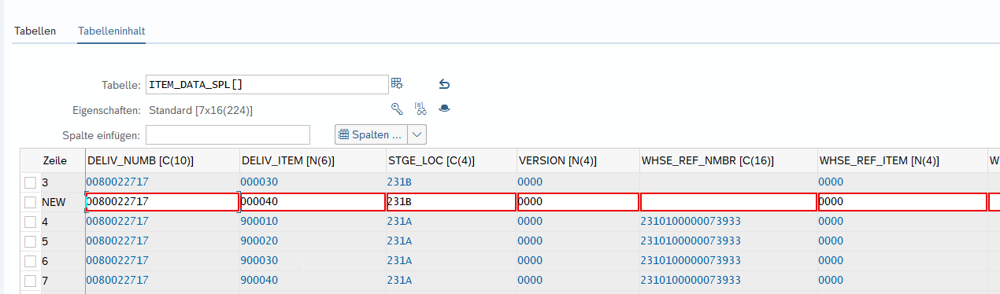 Tabellen Tabelleninhalt
Tabelle: ITEM_DATA_SPL[]
Eigenschaften: Standard [7x16(224)]
Spalte einfügen: Spalten ...
Zeile DELIV_NUMB [C(10)] DELIV_ITEM [N(6)] STGE_LOC [C(4)] VERSION [N(4)] WHSE_REF_NMBR [C(16)] WHSE_REF_ITEM [N(4)] W
3 0080022717 000030 231B 0000 0000
NEW 0080022717 000040 231B 0000 0000
4 0080022717 900010 231A 0000 2310100000073933 0000
5 0080022717 900020 231A 0000 2310100000073933 0000
6 0080022717 900030 231A 0000 2310100000073933 0000
7 0080022717 900040 231A 0000 2310100000073933 0000